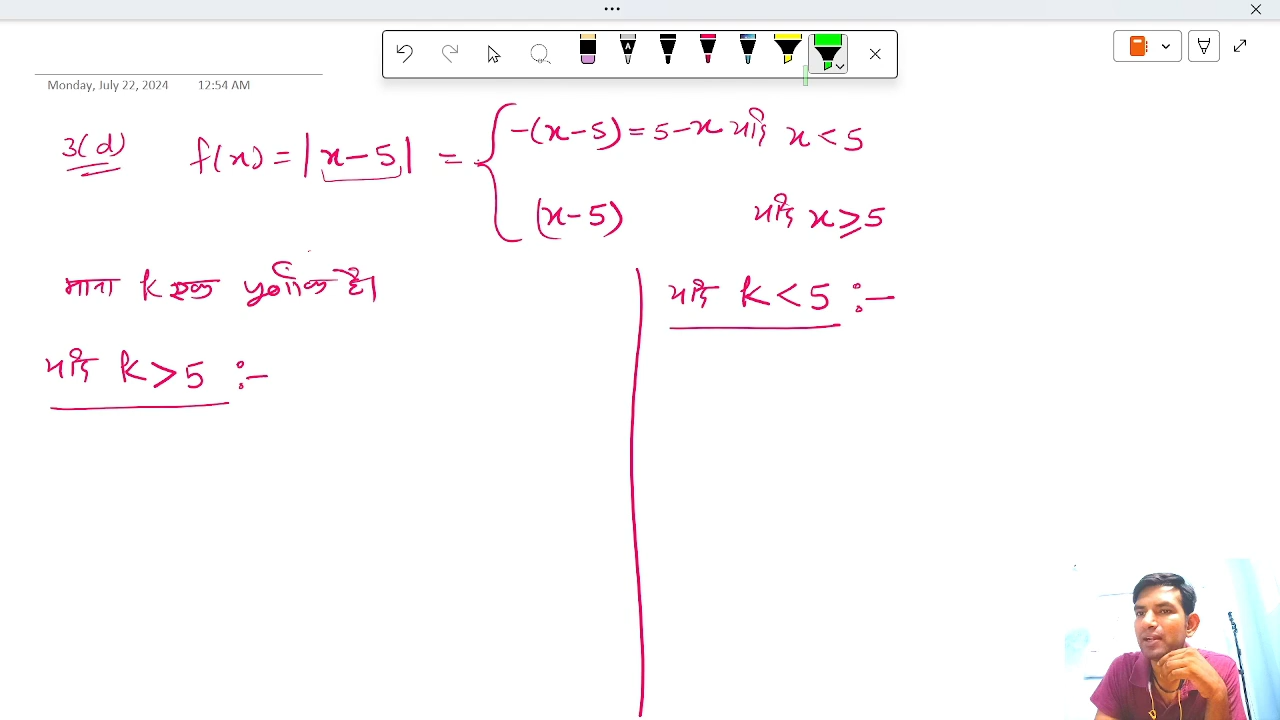 Monday, July 22, 2024 12:54 AM
3(d) f(x) = |x-5| = { -(x-5) = 5-x यदि x < 5
(x-5) यदि x ≥ 5
माना k एक पूर्णांक है।
यदि k > 5 :-
यदि k < 5 :-